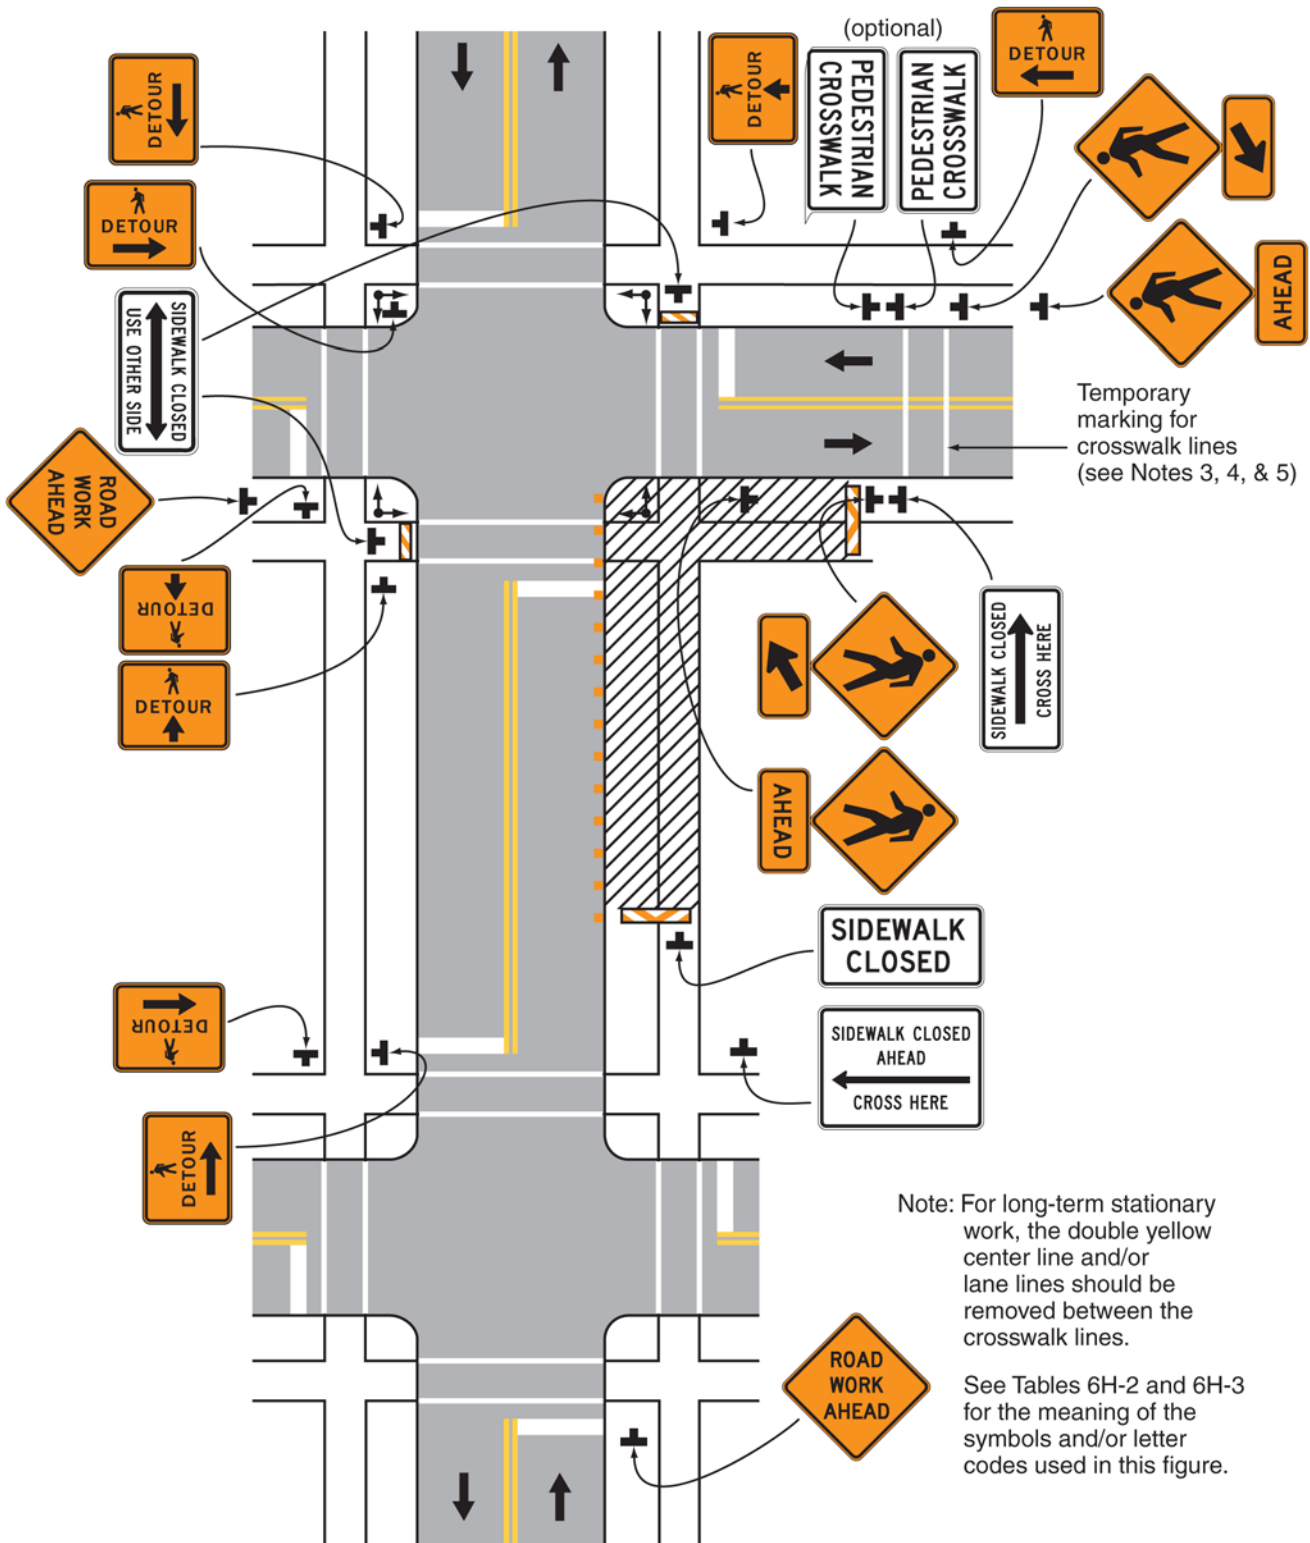 (optional)
DETOUR
DETOUR
PEDESTRIAN
CROSSWALK
PEDESTRIAN
CROSSWALK
DETOUR
DETOUR
AHEAD
SIDEWALK CLOSED
USE OTHER SIDE
Temporary
marking for
crosswalk lines
(see Notes 3, 4, & 5)
ROAD
WORK
AHEAD
DETOUR
DETOUR
SIDEWALK CLOSED
CROSS HERE
AHEAD
SIDEWALK
CLOSED
DETOUR
SIDEWALK CLOSED
AHEAD
CROSS HERE
DETOUR
Note: For long-term stationary
work, the double yellow
center line and/or
lane lines should be
removed between the
crosswalk lines.
ROAD
WORK
AHEAD
See Tables 6H-2 and 6H-3
for the meaning of the
symbols and/or letter
codes used in this figure.